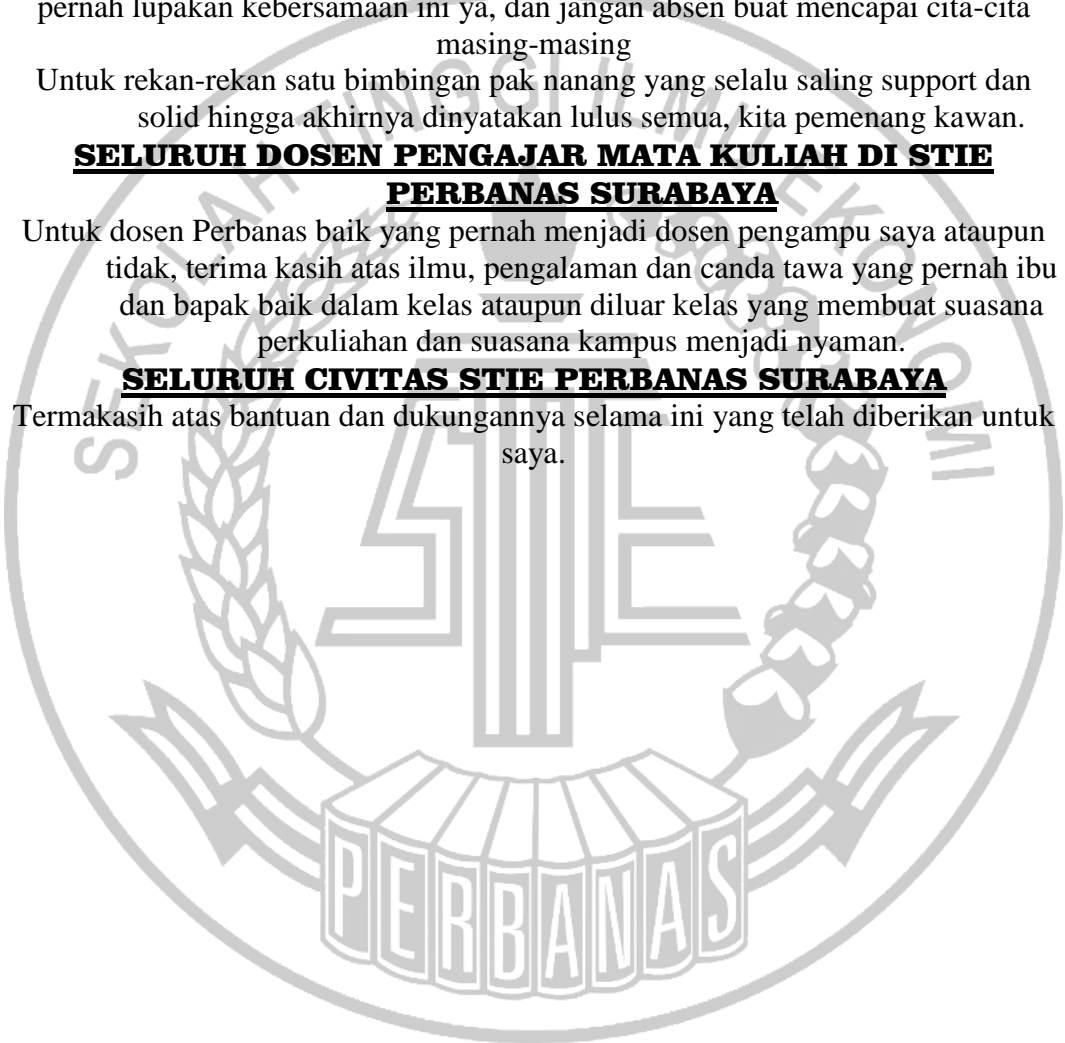 pernah lupakan kebersamaan ini ya, dan jangan absen buat mencapai cita-cita
masing-masing
Untuk rekan-rekan satu bimbingan pak nanang yang selalu saling support dan
solid hingga akhirnya dinyatakan lulus semua, kita pemenang kawan.
SELURUH DOSEN PENGAJAR MATA KULIAH DI STIE
PERBANAS SURABAYA
Untuk dosen Perbanas baik yang pernah menjadi dosen pengampu saya ataupun
tidak, terima kasih atas ilmu, pengalaman dan canda tawa yang pernah ibu
dan bapak baik dalam kelas ataupun diluar kelas yang membuat suasana
perkuliahan dan suasana kampus menjadi nyaman.
SELURUH CIVITAS STIE PERBANAS SURABAYA
Termakasih atas bantuan dan dukungannya selama ini yang telah diberikan untuk
saya.
SEKOLAH TINGGI ILMU EKONOMI
STIE
PERBANAS